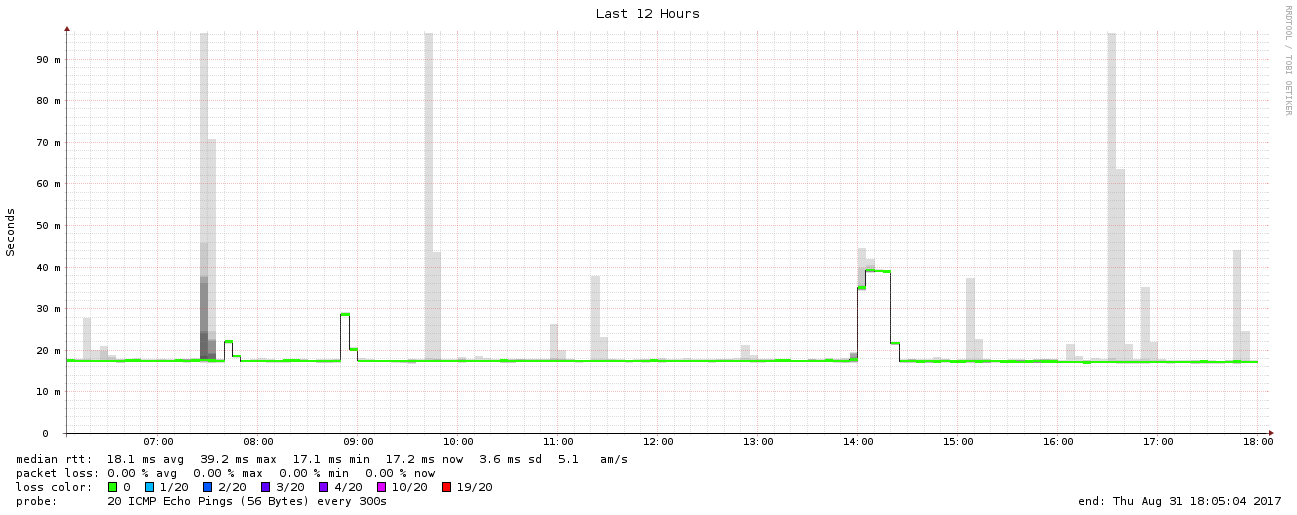 Last 12 Hours
RRDTOOL / TOBI OETIKER
Seconds
90 m
80 m
70 m
60 m
50 m
40 m
30 m
20 m
10 m
0
07:00 08:00 09:00 10:00 11:00 12:00 13:00 14:00 15:00 16:00 17:00 18:00
median rtt: 18.1 ms avg 39.2 ms max 17.1 ms min 17.2 ms now 3.6 ms sd 5.1 am/s
packet loss: 0.00 % avg 0.00 % max 0.00 % min 0.00 % now
loss color: 0 1/20 2/20 3/20 4/20 10/20 19/20
probe: 20 ICMP Echo Pings (56 Bytes) every 300s end: Thu Aug 31 18:05:04 2017